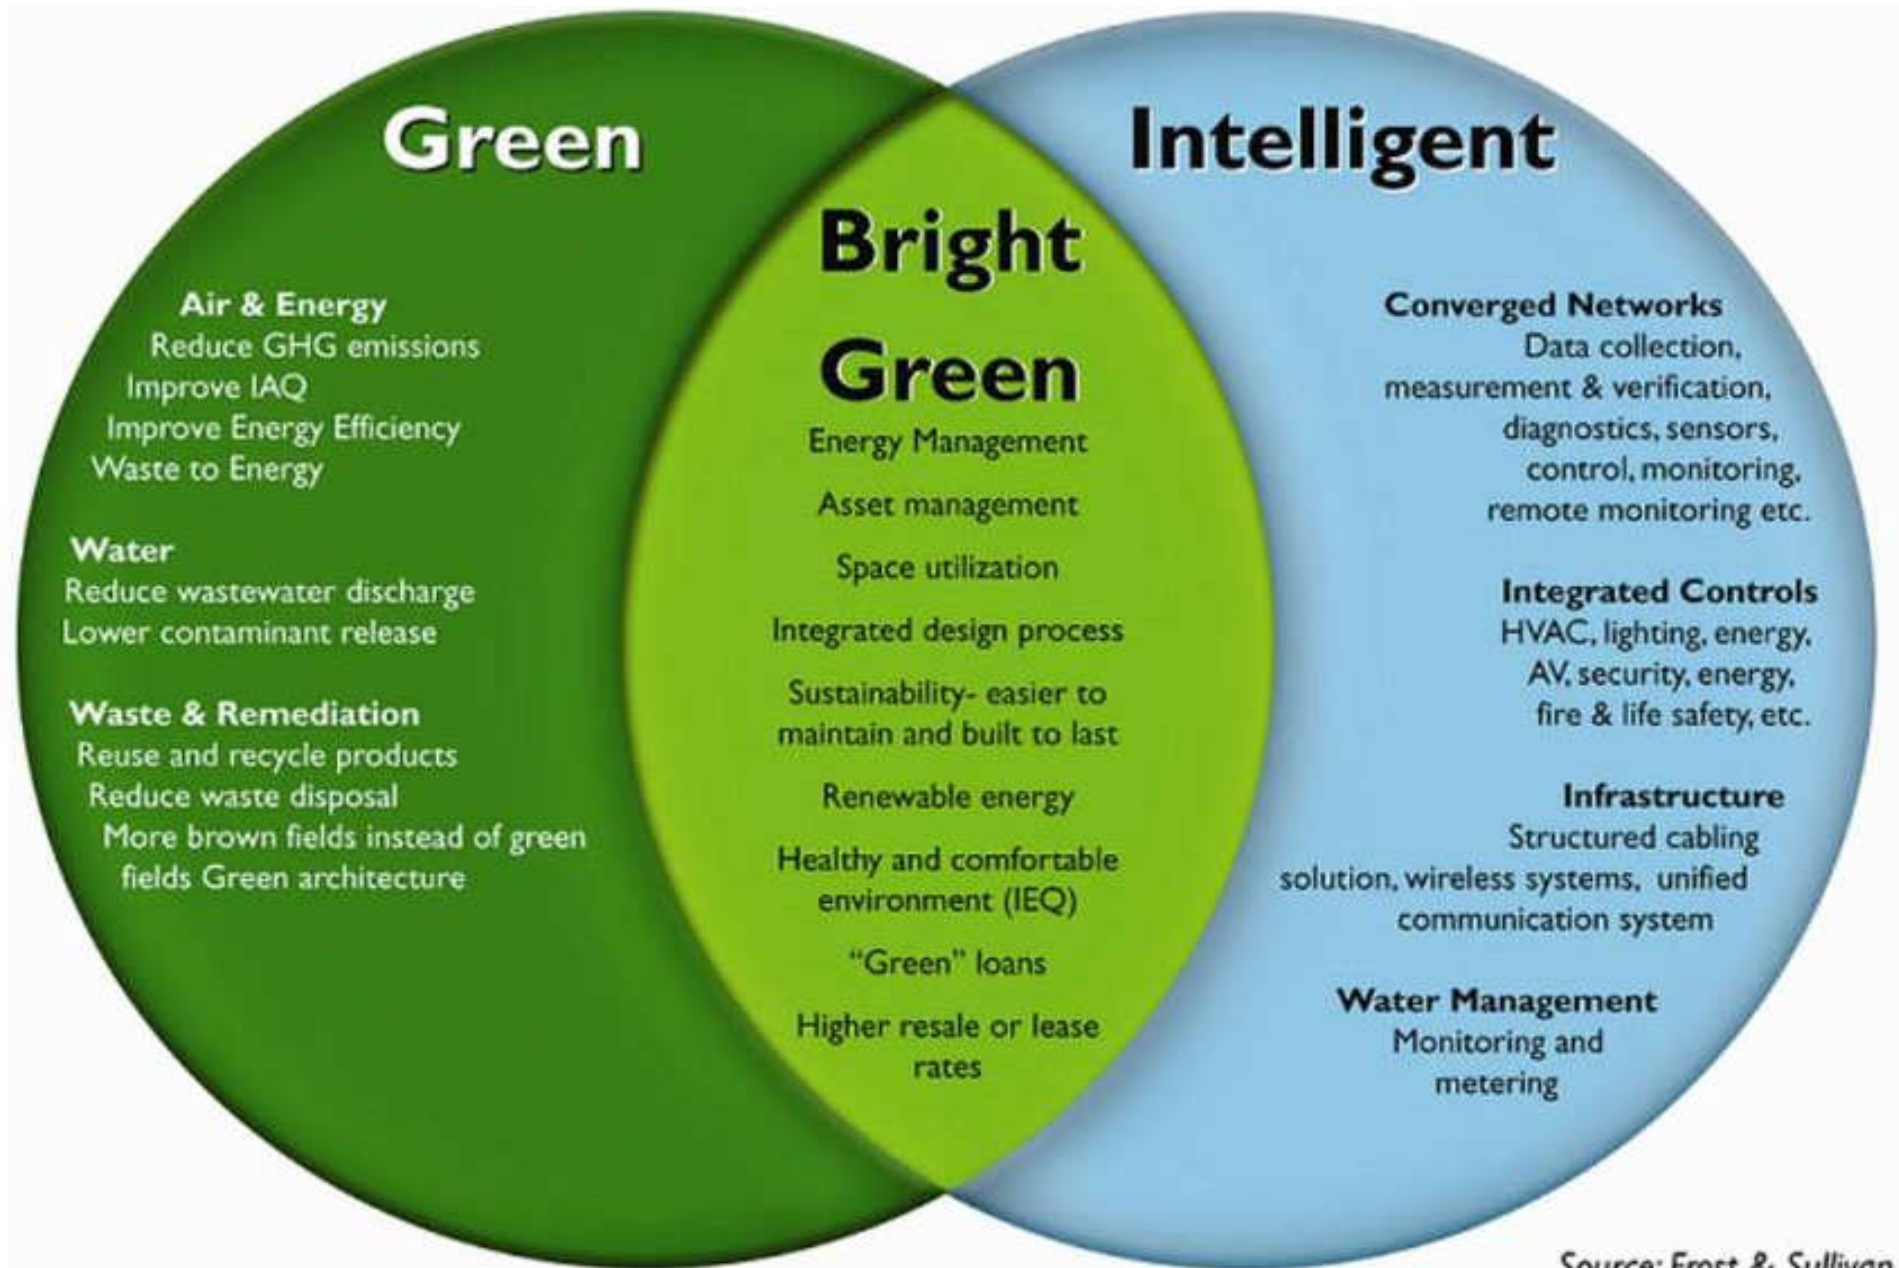 Green
Air & Energy
Reduce GHG emissions
Improve IAQ
Improve Energy Efficiency
Waste to Energy
Water
Reduce wastewater discharge
Lower contaminant release
Waste & Remediation
Reuse and recycle products
Reduce waste disposal
More brown fields instead of green
fields Green architecture
Bright
Green
Energy Management
Asset management
Space utilization
Integrated design process
Sustainability- easier to
maintain and built to last
Renewable energy
Healthy and comfortable
environment (IEQ)
“Green” loans
Higher resale or lease
rates
Intelligent
Converged Networks
Data collection,
measurement & verification,
diagnostics, sensors,
control, monitoring,
remote monitoring etc.
Integrated Controls
HVAC, lighting, energy,
AV, security, energy,
fire & life safety, etc.
Infrastructure
Structured cabling
solution, wireless systems, unified
communication system
Water Management
Monitoring and
metering
Source: Frost & Sullivan